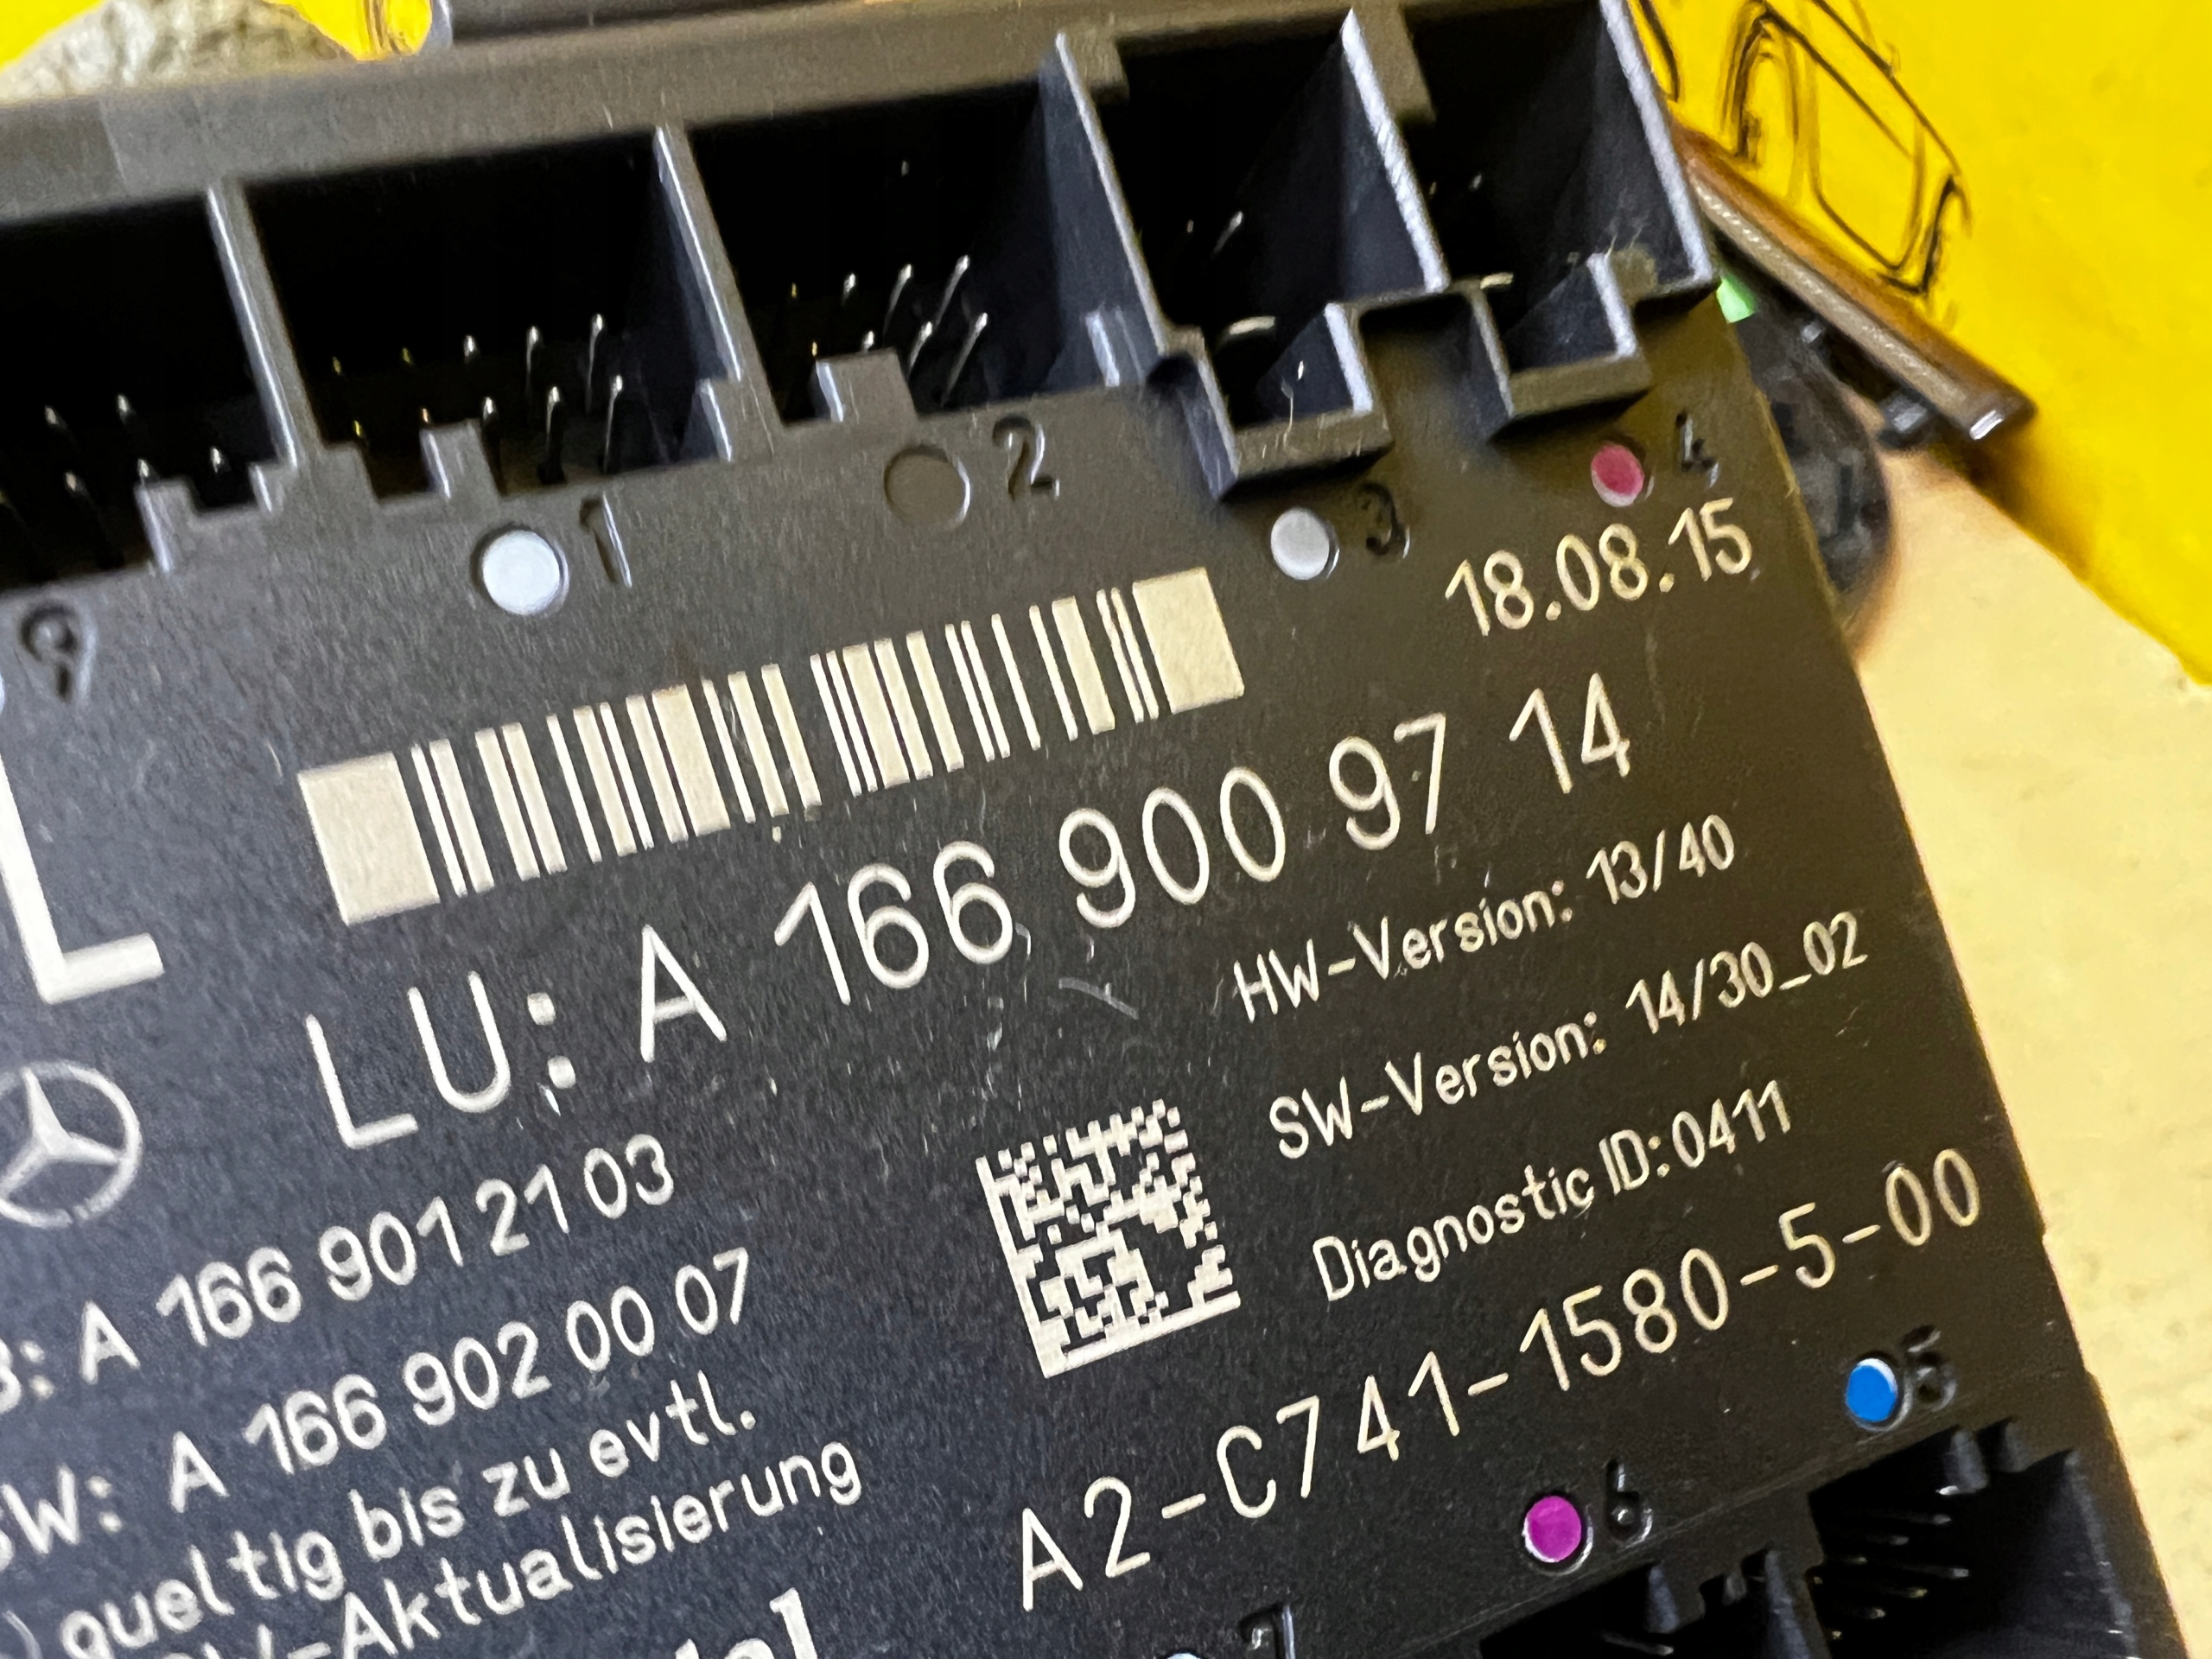 1
2
3
4
9
18.08.15
L
LU: A 166 900 97 14
HW-Version: 13/40
SW-Version: 14/30_02
Diagnostic ID:0411
: A 166 901 21 03
W: A 166 902 00 07
gueltig bis zu evtl.
-Aktualisierung
A2-C741-1580-5-00
5
6
7